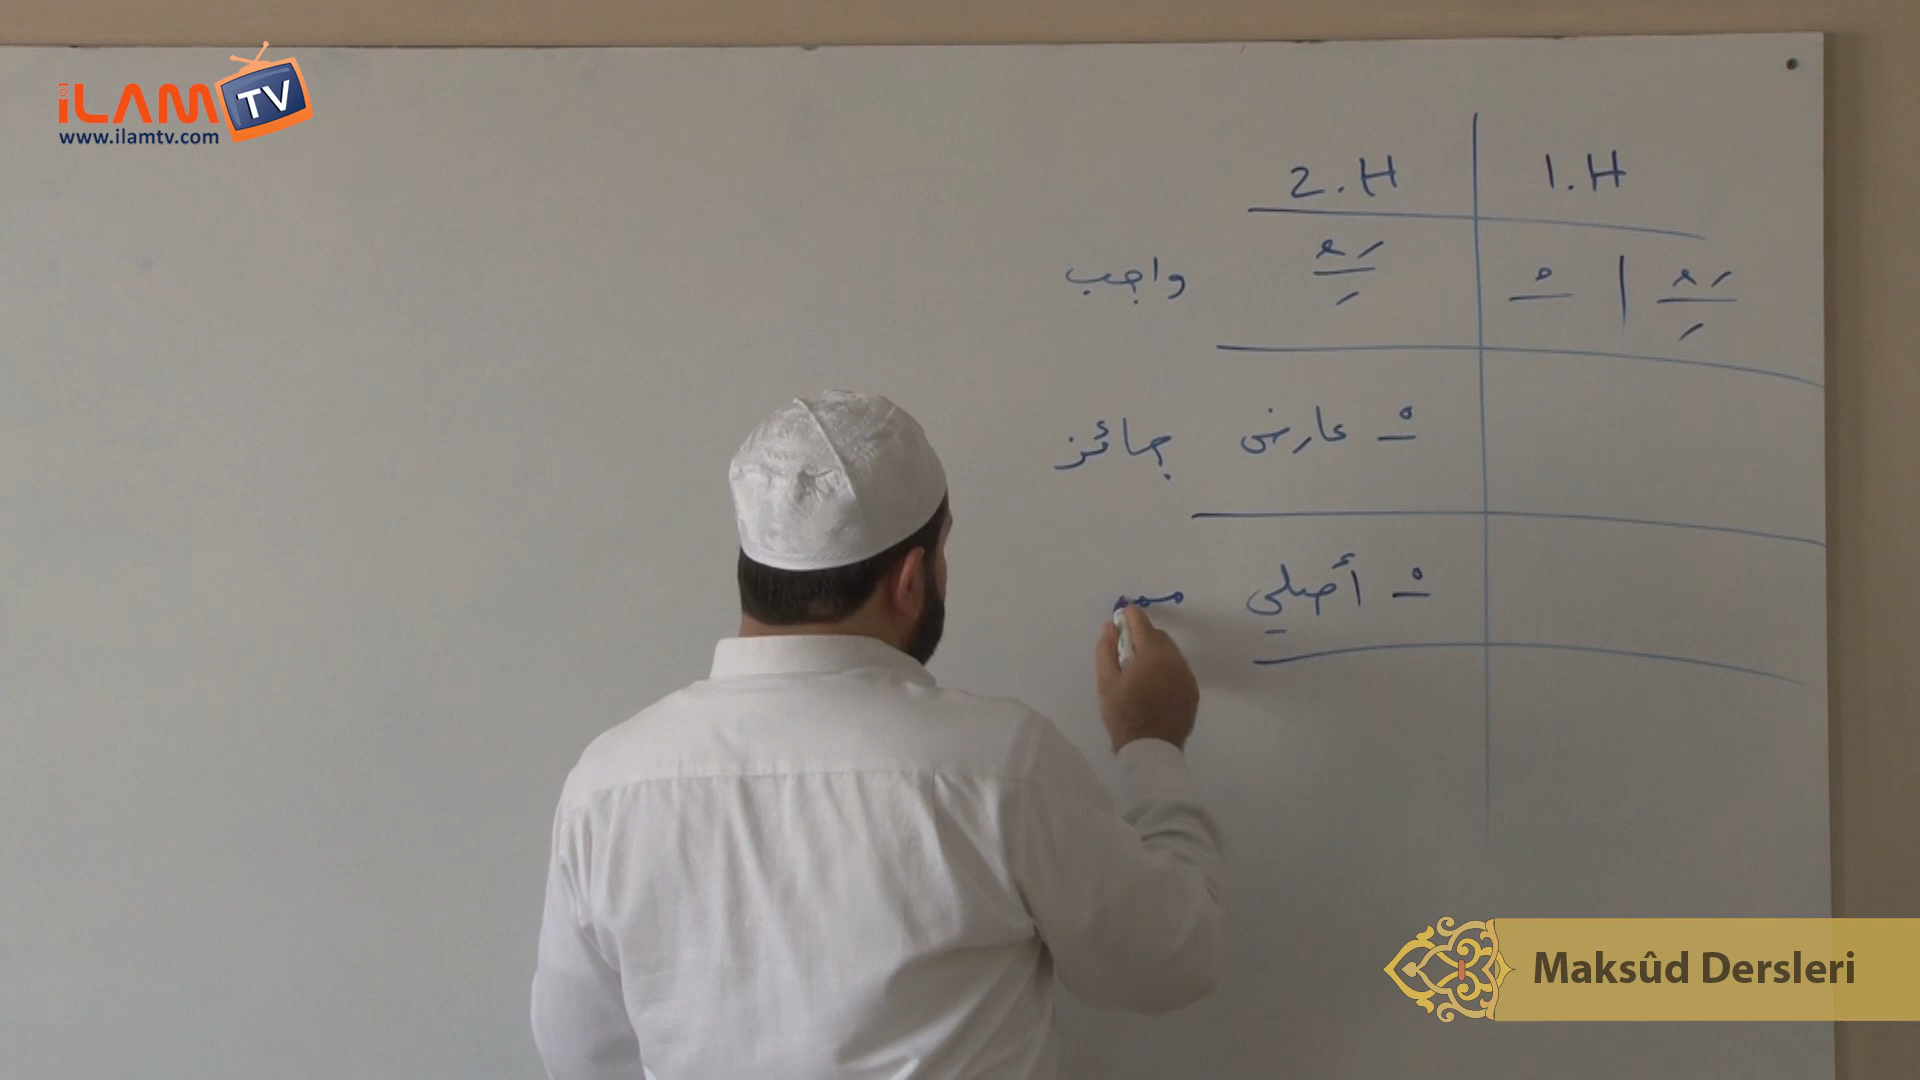 iLAM TV
www.ilamtv.com
1.H 2.H
واجب
عارض جائز
أصلي
Maksûd Dersleri